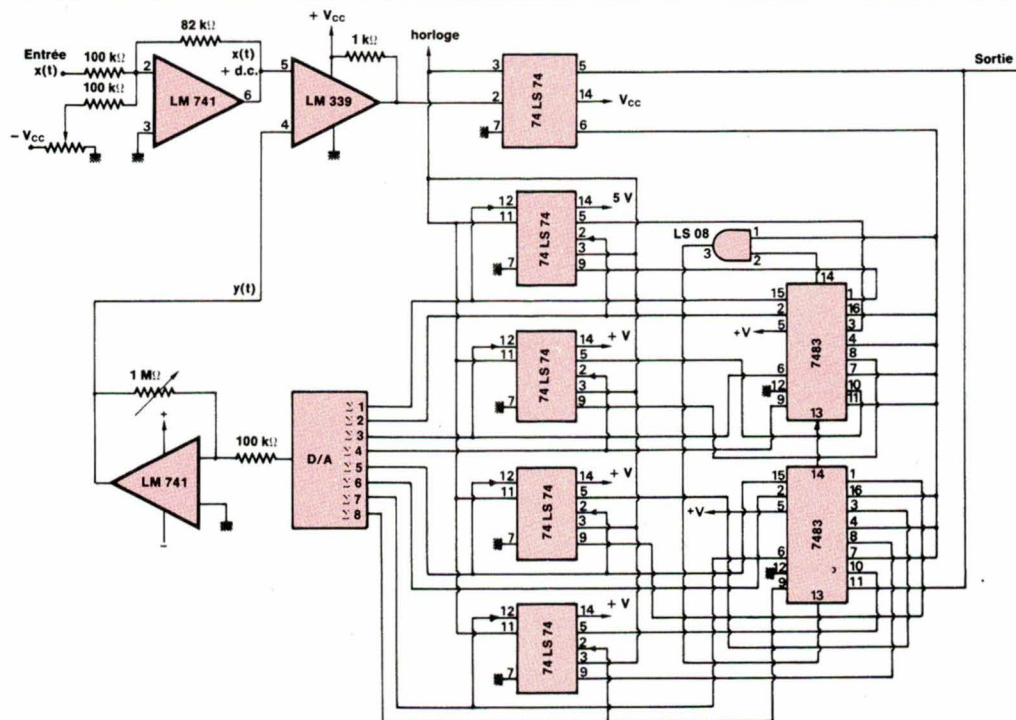 82 kΩ
Entrée
x(t)
100 kΩ
100 kΩ
2
3
6
LM 741
– VCC
x(t)
+ d.c.
+ VCC
1 kΩ
5
4
LM 339
horloge
3
2
7
74 LS 74
5
14
VCC
6
Sortie
12
11
7
74 LS 74
14
5 V
5
2
3
9
LS 08
3
1
2
y(t)
12
11
7
74 LS 74
14
+ V
5
2
3
9
15
2
+V
5
6
12
9
14
7483
13
1
16
3
4
8
7
10
11
1 MΩ
+
LM 741
–
100 kΩ
D/A
Σ 1
Σ 2
Σ 3
Σ 4
Σ 5
Σ 6
Σ 7
Σ 8
12
11
7
74 LS 74
14
+ V
5
2
3
9
15
2
+V
5
6
12
9
14
7483
13
1
16
3
4
8
7
10
11
12
11
7
74 LS 74
14
+ V
5
2
3
9